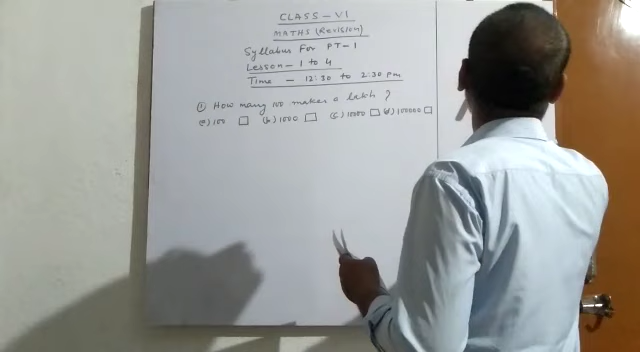 CLASS - VI
MATHS (REVISION)
Syllabus For PT-1
Lesson - 1 to 4
Time - 12:30 to 2:30 pm
① How many 100 makes a lakh ?
(a) 100 (b) 1000 (c) 10000 (d) 100000